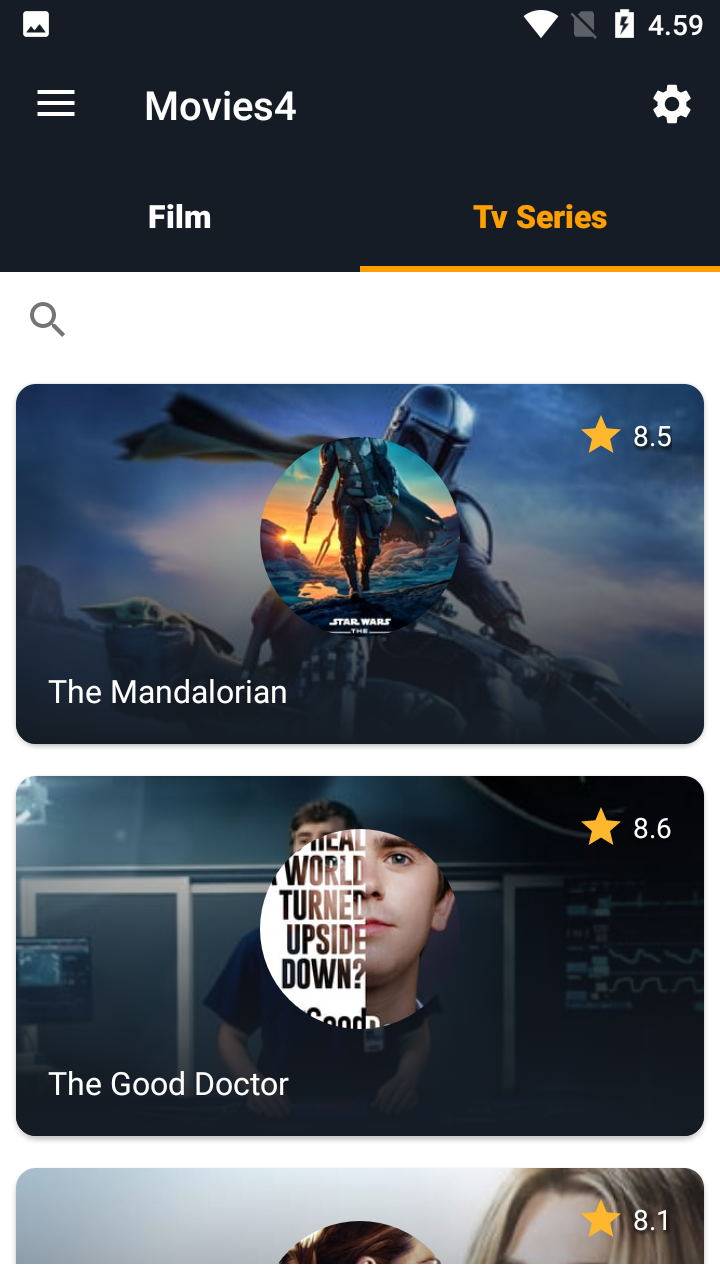 4.59
Movies4
Film
Tv Series
8.5
STAR WARS
THE
The Mandalorian
8.6
REAL
WORLD
TURNED
UPSIDE
DOWN?
Good
The Good Doctor
8.1